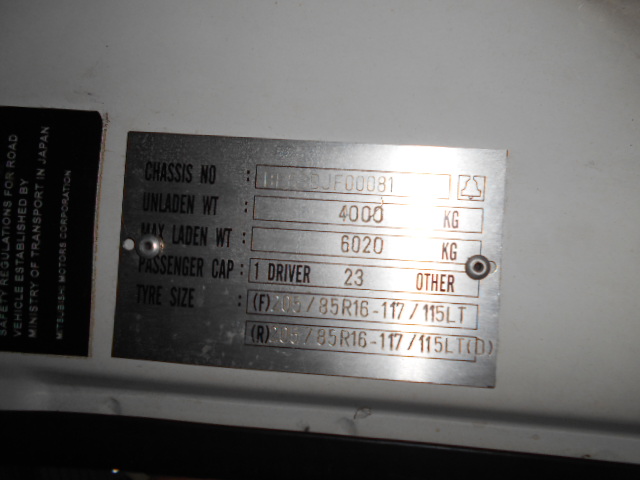 SAFETY REGULATIONS FOR ROAD
VEHICLE ESTABLISHED BY THE
MINISTRY OF TRANSPORT IN JAPAN
MITSUBISHI MOTORS CORPORATION
CHASSIS NO :
UNLADEN WT : 4000 KG
MAX LADEN WT : 6020 KG
PASSENGER CAP : 1 DRIVER 23 OTHER
TYRE SIZE : (F) 205/85R16-117/115LT
(R) 205/85R16-117/115LT(D)